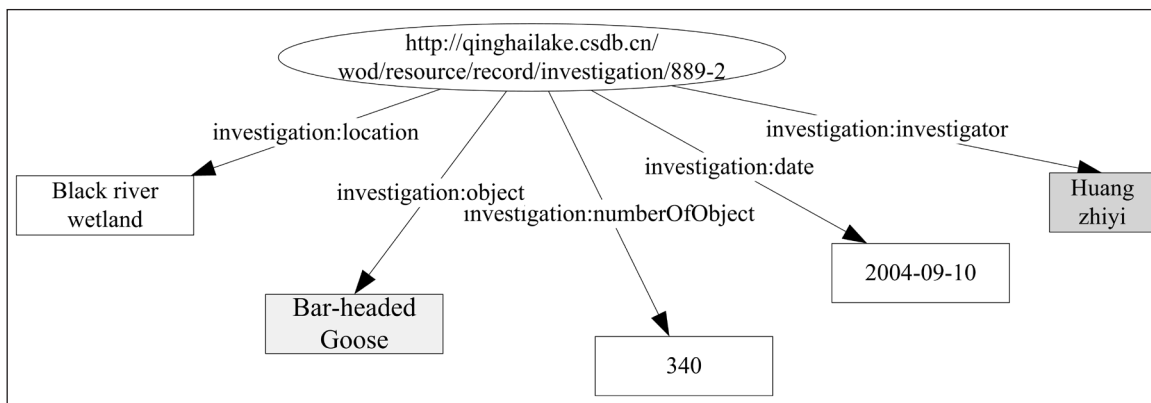 http://qinghailake.csdb.cn/
wod/resource/record/investigation/889-2
investigation:location
investigation:investigator
investigation:date
investigation:object
investigation:numberOfObject
Black river
wetland
Huang
zhiyi
2004-09-10
Bar-headed
Goose
340